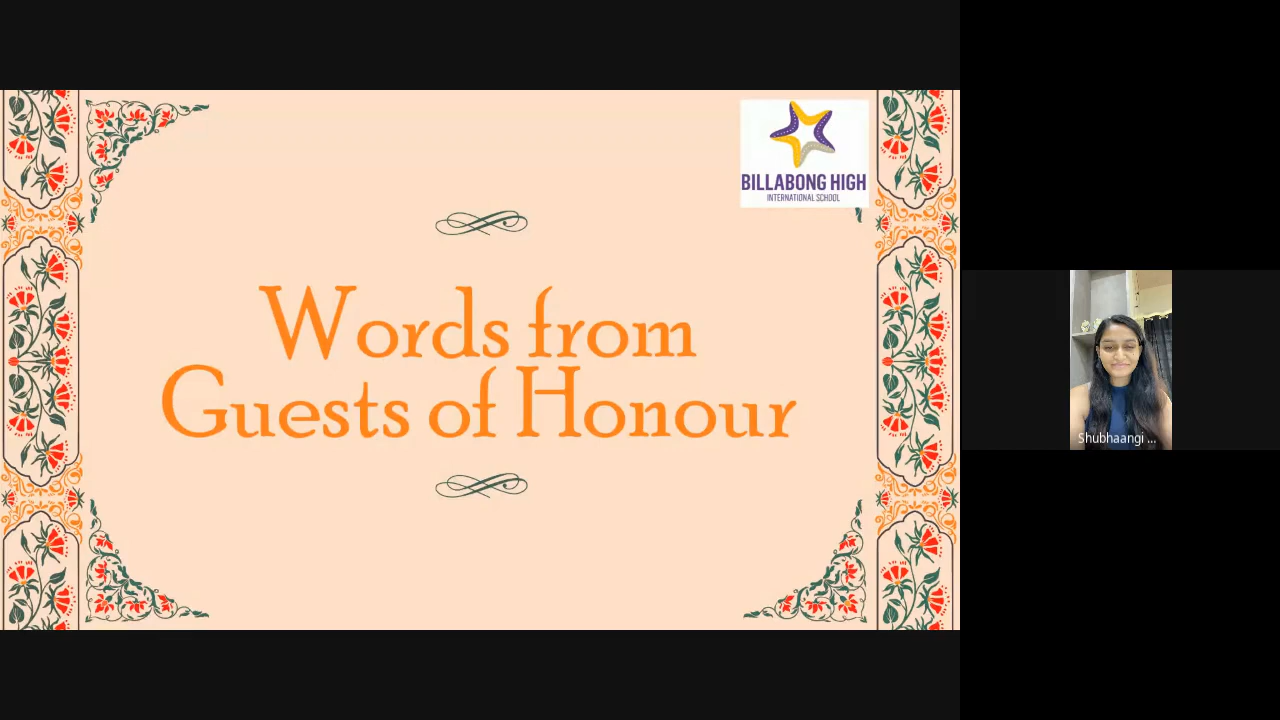 BILLABONG HIGH
INTERNATIONAL SCHOOL
Words from
Guests of Honour
Shubhaangi ...